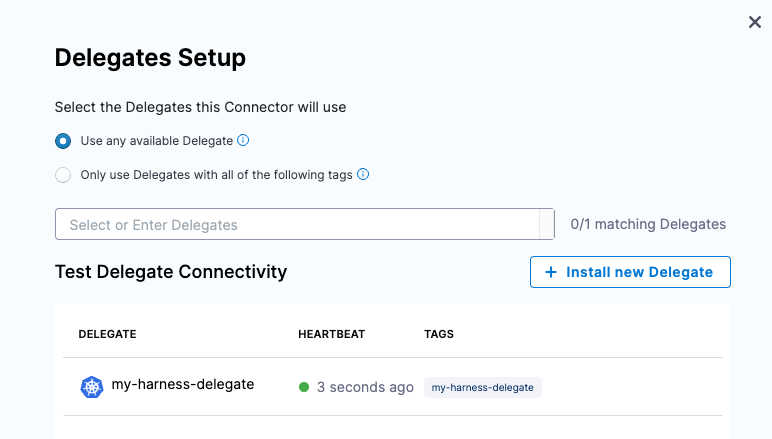 Delegates Setup
Select the Delegates this Connector will use
Use any available Delegate
Only use Delegates with all of the following tags
Select or Enter Delegates
0/1 matching Delegates
Test Delegate Connectivity
+ Install new Delegate
DELEGATE HEARTBEAT TAGS
my-harness-delegate 3 seconds ago my-harness-delegate